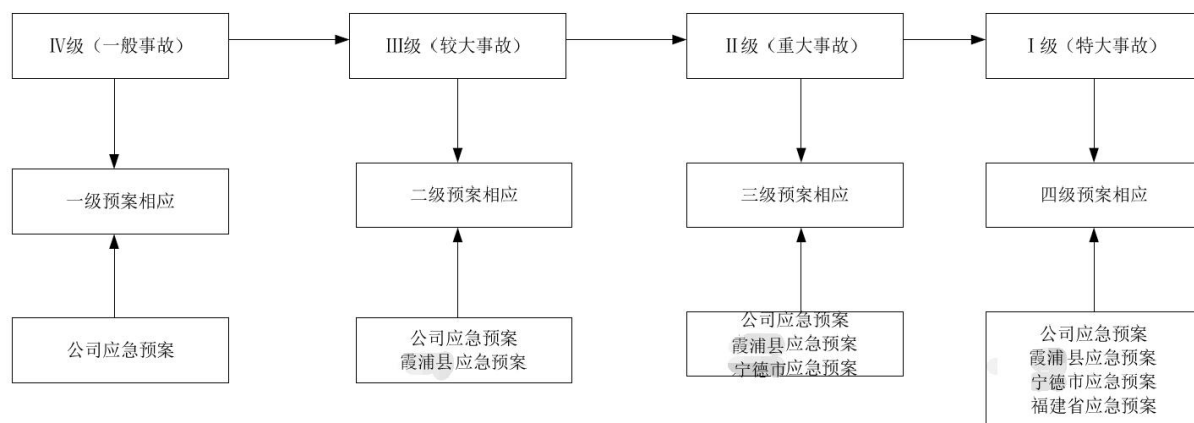 Ⅳ级（一般事故）
Ⅲ级（较大事故）
Ⅱ级（重大事故）
Ⅰ级（特大事故）
一级预案相应
二级预案相应
三级预案相应
四级预案相应
公司应急预案
公司应急预案
霞浦县应急预案
公司应急预案
霞浦县应急预案
宁德市应急预案
公司应急预案
霞浦县应急预案
宁德市应急预案
福建省应急预案